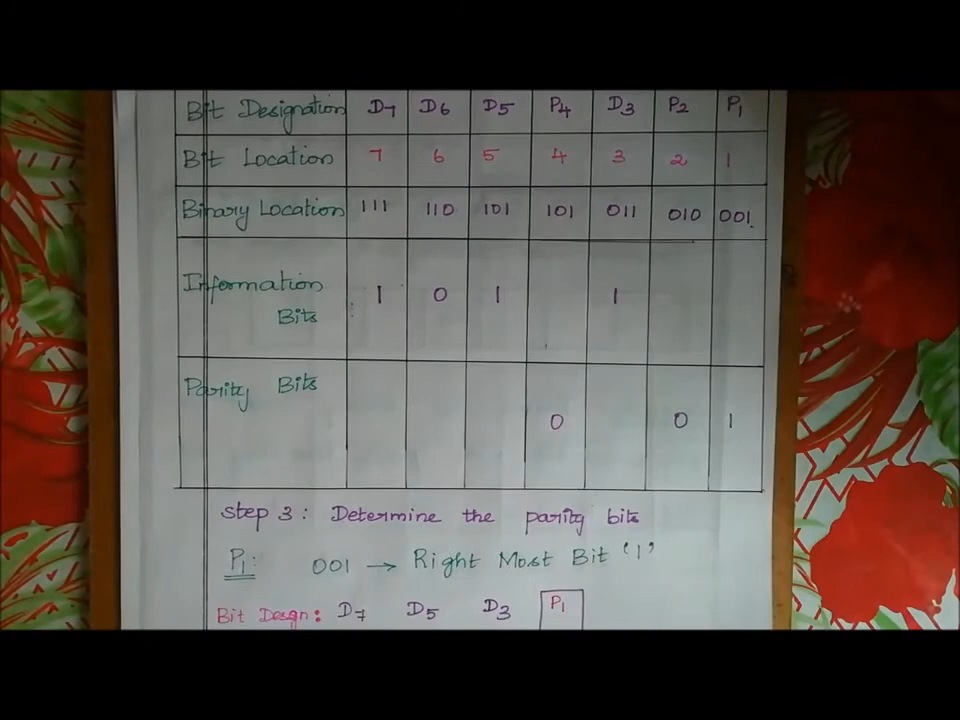 Bit Designation D7 D6 D5 P4 D3 P2 P1
Bit Location 7 6 5 4 3 2 1
Binary Location 111 110 101 101 011 010 001.
Information 1 0 1 1
Bits
Parity Bits
0 0 1
Step 3: Determine the parity bits
P1: 001 → Right Most Bit '1'
Bit Desgn: D7 D5 D3 P1